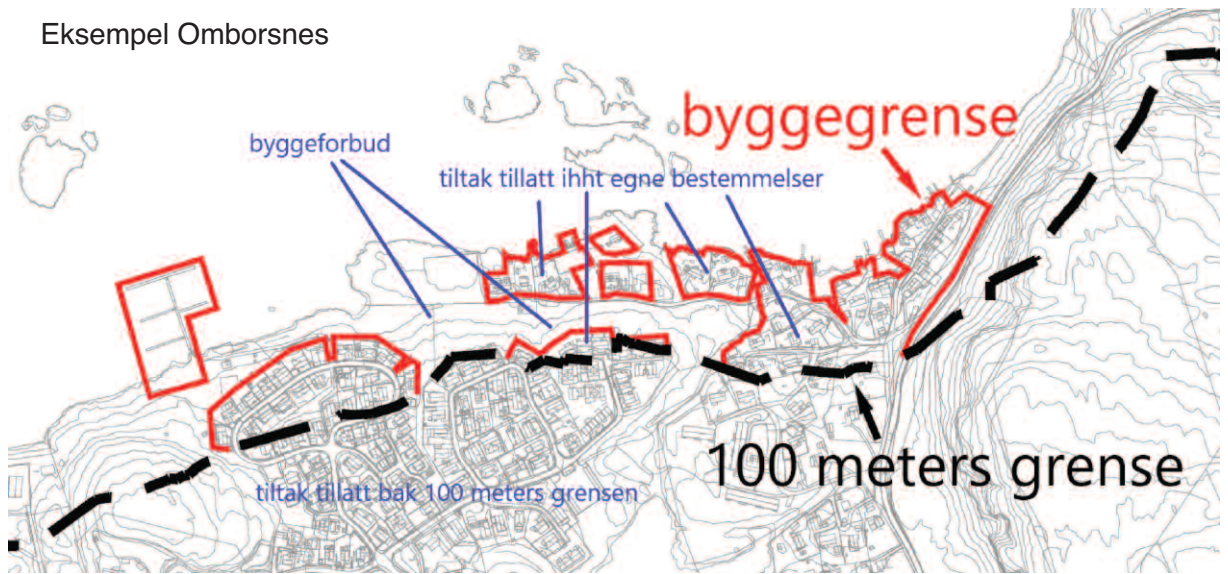 Eksempel Omborsnes
byggegrense
byggeforbud
tiltak tillatt ihht egne bestemmelser
100 meters grense
tiltak tillatt bak 100 meters grensen